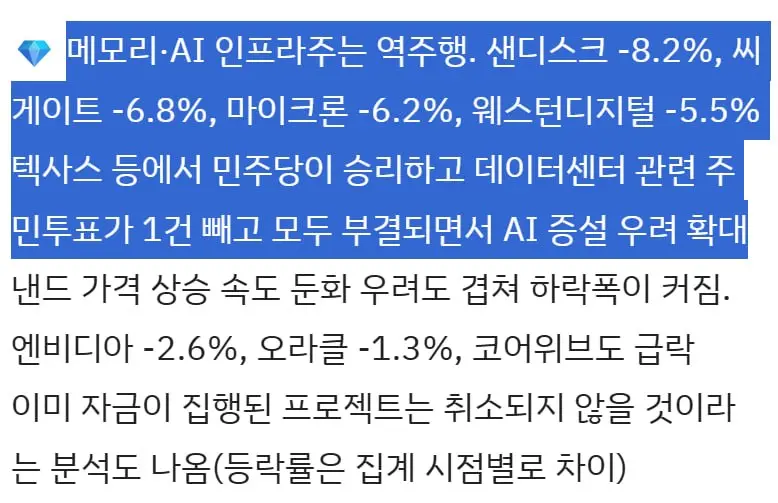 💎 메모리·AI 인프라주는 역주행. 샌디스크 -8.2%, 씨
게이트 -6.8%, 마이크론 -6.2%, 웨스턴디지털 -5.5%
텍사스 등에서 민주당이 승리하고 데이터센터 관련 주
민투표가 1건 빼고 모두 부결되면서 AI 증설 우려 확대
낸드 가격 상승 속도 둔화 우려도 겹쳐 하락폭이 커짐.
엔비디아 -2.6%, 오라클 -1.3%, 코어위브도 급락
이미 자금이 집행된 프로젝트는 취소되지 않을 것이라
는 분석도 나옴(등락률은 집계 시점별로 차이)